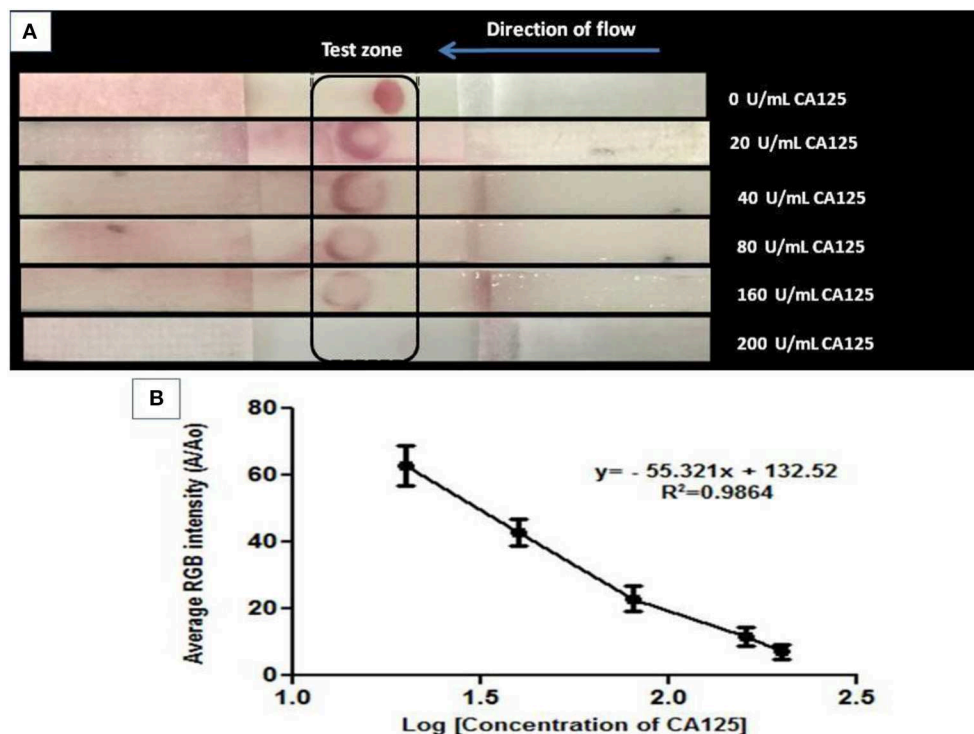 A
Direction of flow
Test zone
0 U/mL CA125
20 U/mL CA125
40 U/mL CA125
80 U/mL CA125
160 U/mL CA125
200 U/mL CA125
B
80
60
40
20
0
Average RGB intensity (A/Ao)
y= - 55.321x + 132.52
R²=0.9864
1.0
1.5
2.0
2.5
Log [Concentration of CA125]